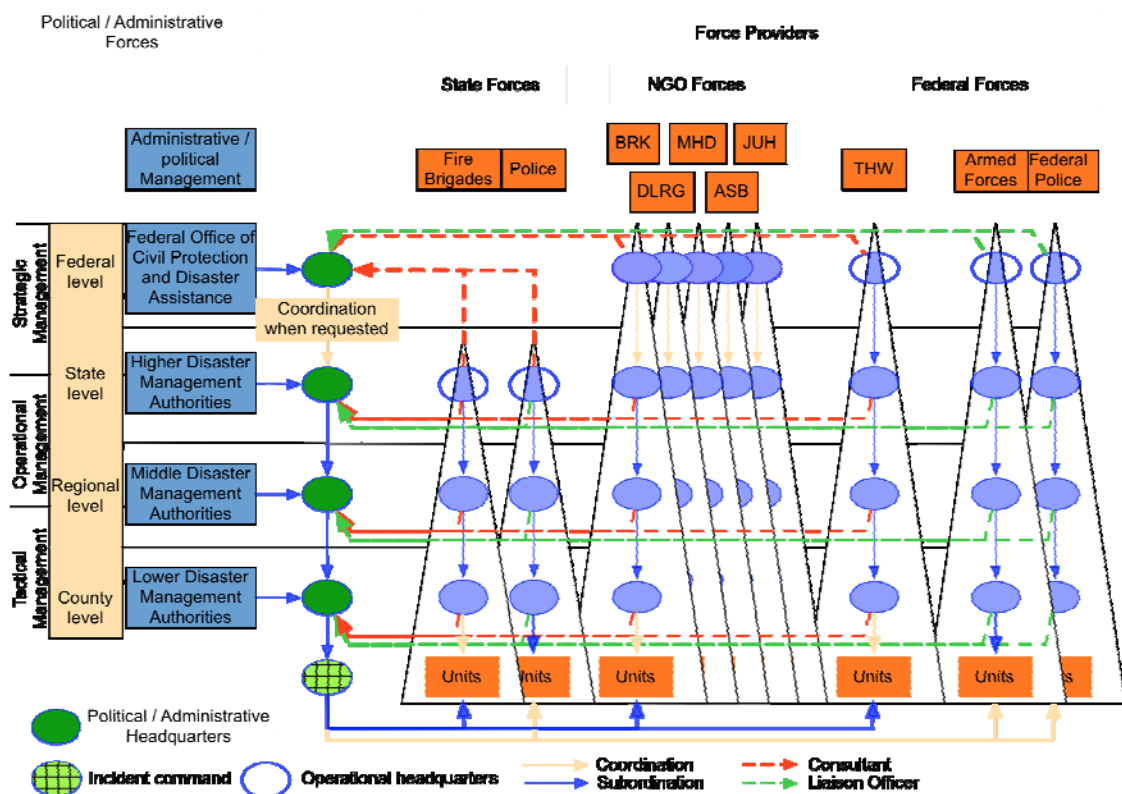 Political / Administrative
Forces
Force Providers
State Forces
NGO Forces
Federal Forces
Administrative /
political
Management
Fire
Brigades
Police
BRK
MHD
JUH
DLRG
ASB
THW
Armed
Forces
Federal
Police
Strategic
Management
Federal
level
Federal Office of
Civil Protection
and Disaster
Assistance
Coordination
when requested
State
level
Higher Disaster
Management
Authorities
Operational
Management
Regional
level
Middle Disaster
Management
Authorities
Tactical
Management
County
level
Lower Disaster
Management
Authorities
Units
Units
Units
Units
Political / Administrative
Headquarters
Incident command
Operational headquarters
Coordination
Subordination
Consultant
Liaison Officer